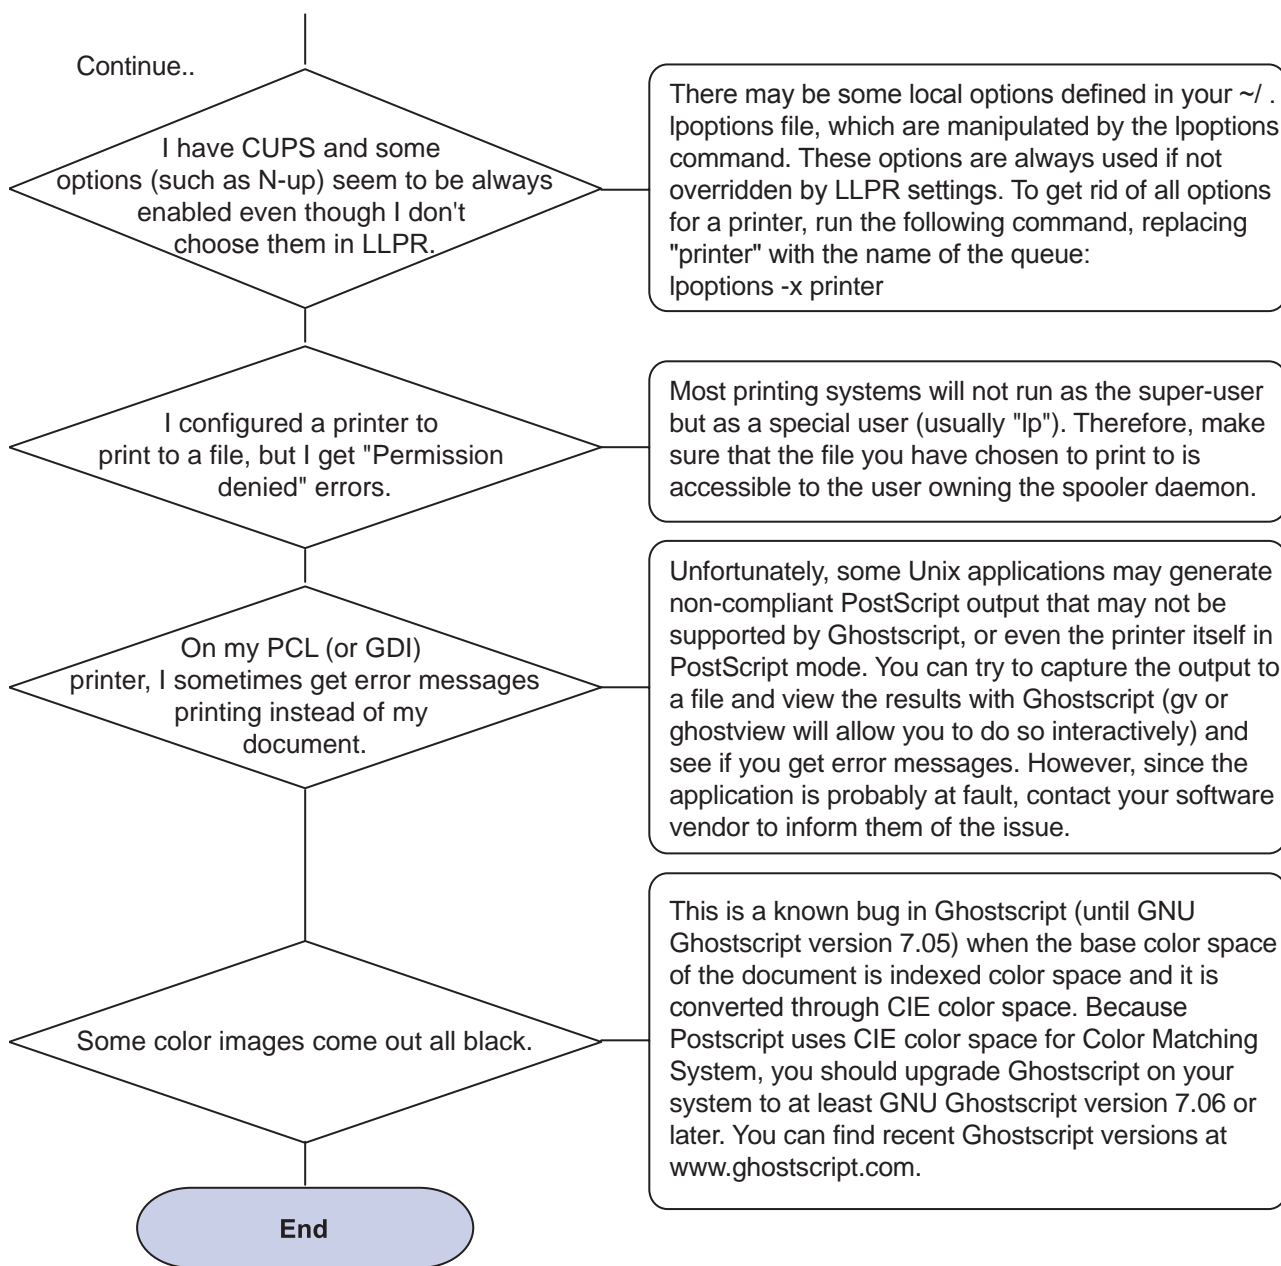 Continue..
I have CUPS and some
options (such as N-up) seem to be always
enabled even though I don't
choose them in LLPR.
There may be some local options defined in your ~/ .
lpoptions file, which are manipulated by the lpoptions
command. These options are always used if not
overridden by LLPR settings. To get rid of all options
for a printer, run the following command, replacing
"printer" with the name of the queue:
lpoptions -x printer
I configured a printer to
print to a file, but I get "Permission
denied" errors.
Most printing systems will not run as the super-user
but as a special user (usually "lp"). Therefore, make
sure that the file you have chosen to print to is
accessible to the user owning the spooler daemon.
On my PCL (or GDI)
printer, I sometimes get error messages
printing instead of my
document.
Unfortunately, some Unix applications may generate
non-compliant PostScript output that may not be
supported by Ghostscript, or even the printer itself in
PostScript mode. You can try to capture the output to
a file and view the results with Ghostscript (gv or
ghostview will allow you to do so interactively) and
see if you get error messages. However, since the
application is probably at fault, contact your software
vendor to inform them of the issue.
Some color images come out all black.
This is a known bug in Ghostscript (until GNU
Ghostscript version 7.05) when the base color space
of the document is indexed color space and it is
converted through CIE color space. Because
Postscript uses CIE color space for Color Matching
System, you should upgrade Ghostscript on your
system to at least GNU Ghostscript version 7.06 or
later. You can find recent Ghostscript versions at
www.ghostscript.com.
End